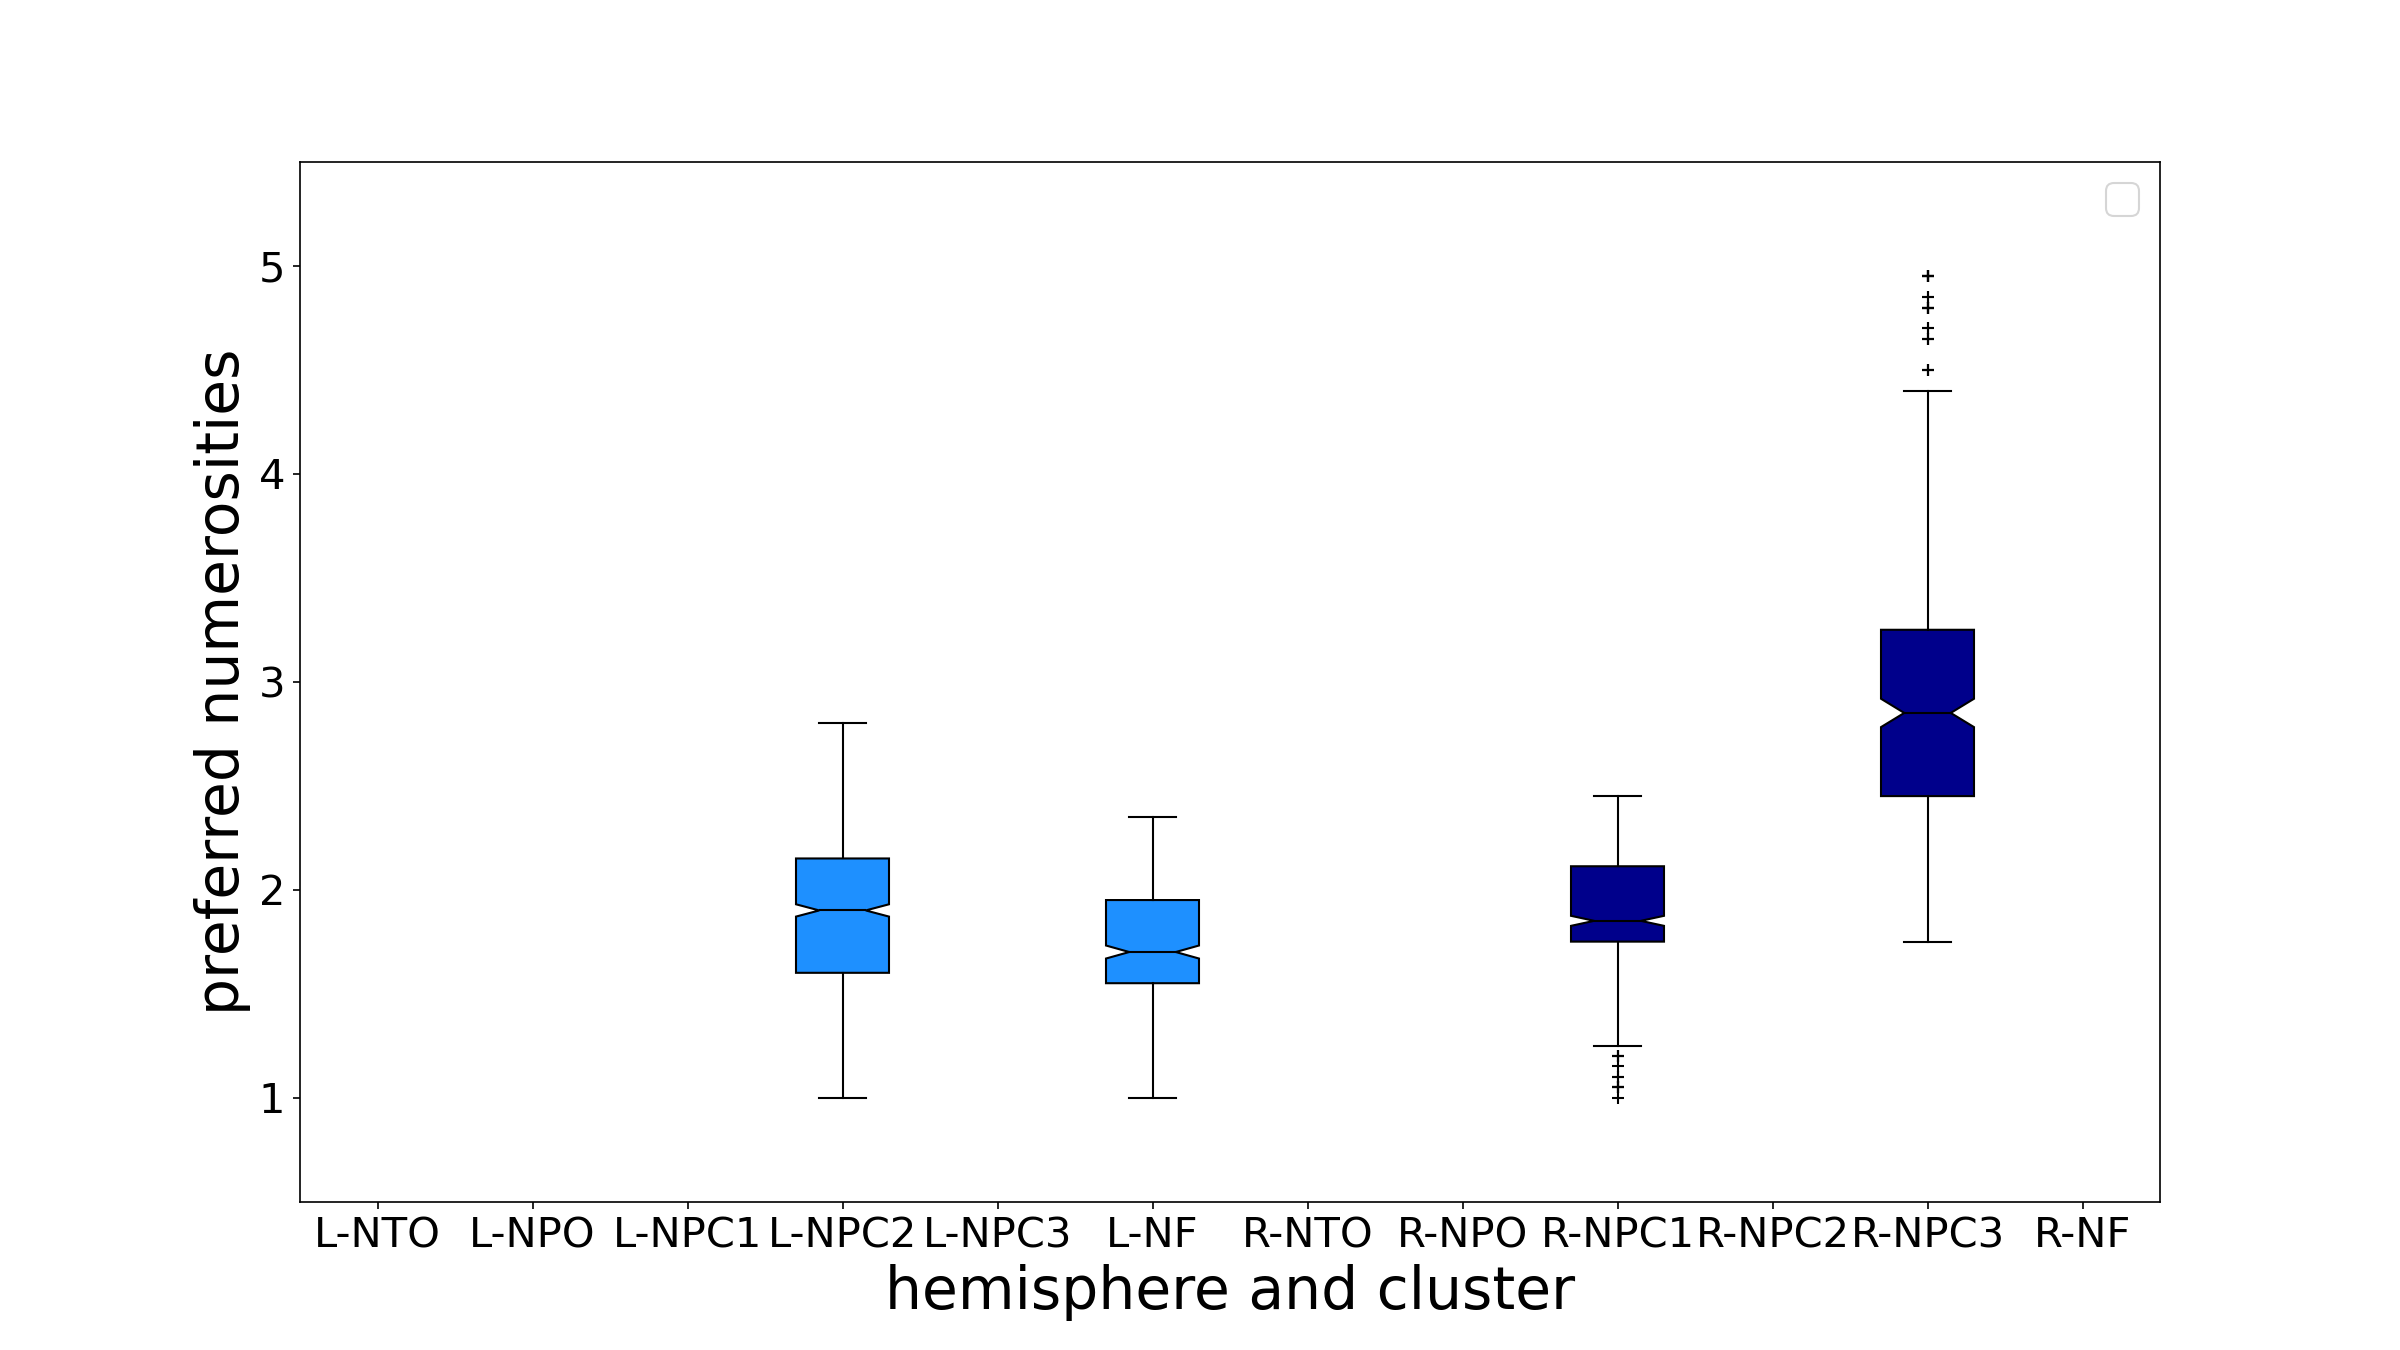 5
4
3
2
1
preferred numerosities
L-NTO L-NPO L-NPC1 L-NPC2 L-NPC3 L-NF R-NTO R-NPO R-NPC1 R-NPC2 R-NPC3 R-NF
hemisphere and cluster